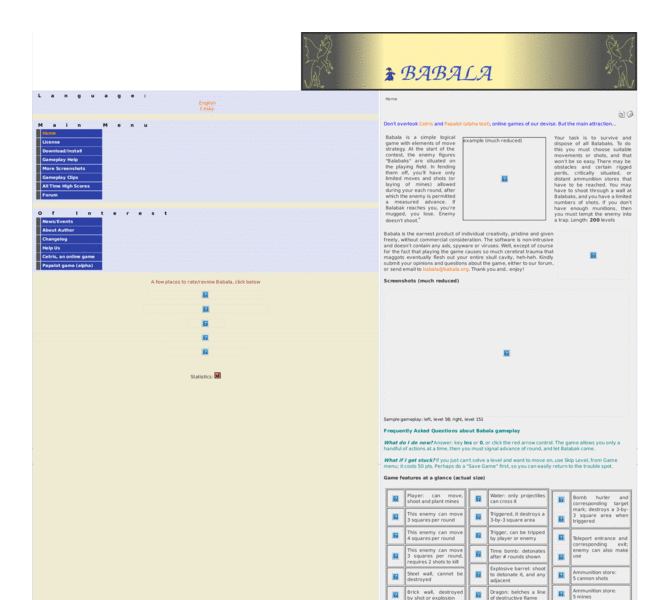 BABALA
Language:
English
Main Menu
Home
License
Download/Install
Gameplay Help
More Screenshots
Gameplay Clips
All Time High Scores
Forum
Of Interest
News/Events
About Author
Changelog
Help Us
Cetris, an online game
Papalot game (alpha)
A few places to rate/review Babala, click below
Statistics:
Home
Don't overlook Cetris and Papalot (alpha test), online games of our devise. But the main attraction...
Babala is a simple logical
game with elements of move
strategy. At the start of the
contest, the enemy figures
"Balabaks" are situated on
the playing field. In fending
them off, you'll have only
limited moves and shots (or
laying of mines) allowed
during your each round, after
which the enemy is permitted
a measured advance. If
Balabak reaches you, you're
mugged, you lose. Enemy
doesn't shoot."
example (much reduced)
Your task is to survive and
dispose of all Balabaks. To do
this you must choose suitable
movements or shots, and that
won't be so easy. There may be
obstacles and certain rigged
perils, critically situated, or
distant ammunition stores that
have to be reached. You may
have to shoot through a wall at
Balabaks, and you have a limited
numbers of shots. If you don't
have enough munitions, then
you must tempt the enemy into
a trap. Length: 200 levels
Babala is the earnest product of individual creativity, pristine and given
freely, without commercial consideration. The software is non-intrusive
and doesn't contain any ads, spyware or viruses. Well, except of course
for the fact that playing the game causes so much cerebral trauma that
maggots eventually flesh out your entire skull cavity, heh-heh. Kindly
submit your opinions and questions about the game, either to our forum,
or send email to babala@babala.org. Thank you and.. enjoy!
Screenshots (much reduced)
Sample gameplay: left, level 58; right, level 151
Frequently Asked Questions about Babala gameplay
What do I do now? Answer: key Ins or 0, or click the red arrow control. The game allows you only a
handful of actions at a time, then you must signal advance of round, and let Balabak come.
What if I get stuck? If you just can't solve a level and want to move on, use Skip Level, from Game
menu; it costs 50 pts. Perhaps do a "Save Game" first, so you can easily return to the trouble spot.
Game features at a glance (actual size)
Player: can move,
shoot and plant mines
Water: only projectiles
can cross it
Bomb hurler and
corresponding target
mark; destroys a 3-by-
3 square area when
triggered
This enemy can move
3 squares per round
Triggered, it destroys a
3-by-3 square area
This enemy can move
4 squares per round
Trigger, can be tripped
by player or enemy
Teleport entrance and
corresponding exit;
enemy can also make
use
This enemy can move
3 squares per round,
requires 2 shots to kill
Time bomb: detonates
after # rounds shown
Steel wall, cannot be
destroyed
Explosive barrel: shoot
to detonate it, and any
adjacent
Ammunition store:
5 cannon shots
Brick wall, destroyed
by shot or explosion
Dragon: belches a line
of destructive flame
Ammunition store:
3 mines